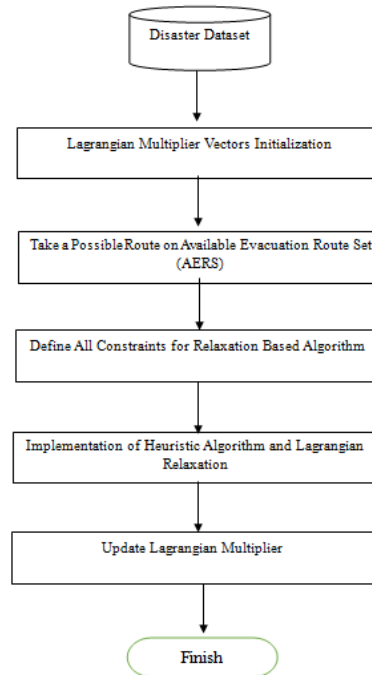 Disaster Dataset
Lagrangian Multiplier Vectors Initialization
Take a Possible Route on Available Evacuation Route Set
(AERS)
Define All Constraints for Relaxation Based Algorithm
Implementation of Heuristic Algorithm and Lagrangian
Relaxation
Update Lagrangian Multiplier
Finish